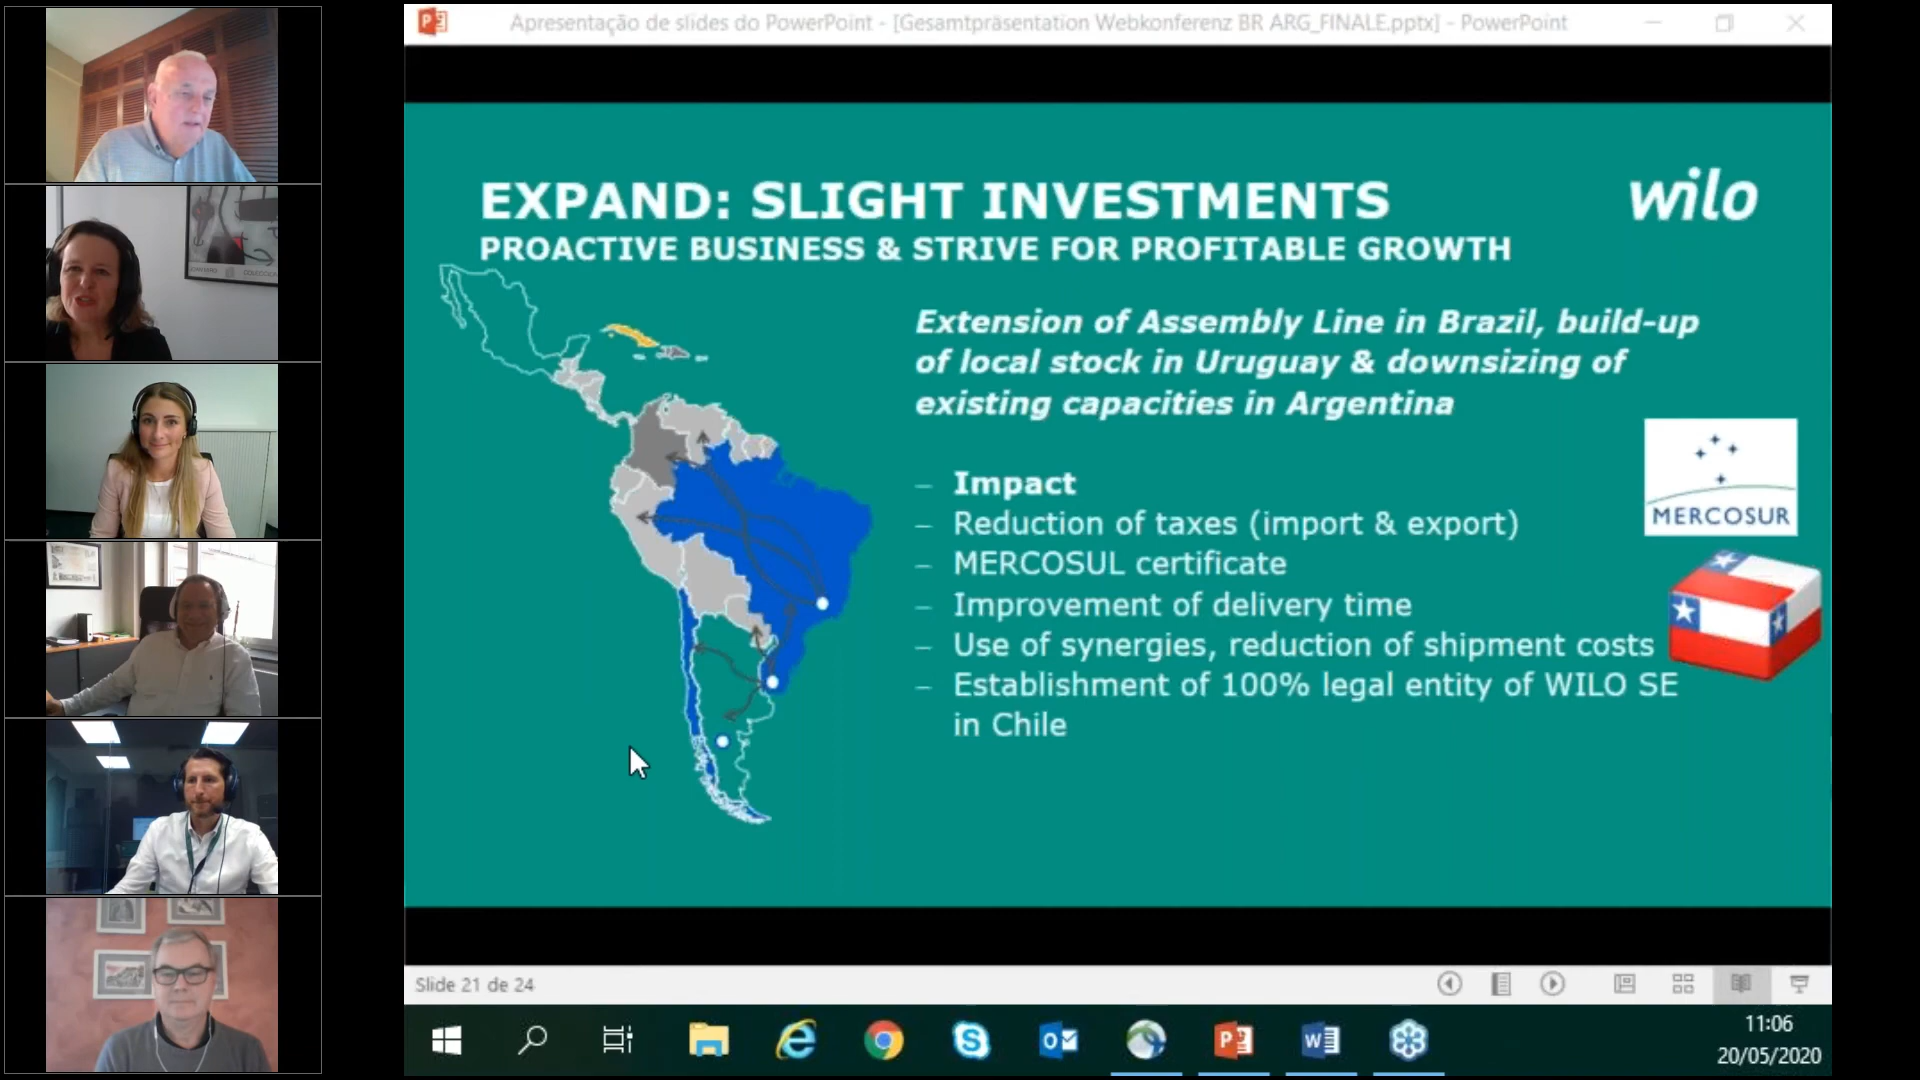 Apresentação de slides do PowerPoint - [Gesamtpräsentation Webkonferenz BR ARG_FINALE.pptx] - PowerPoint
EXPAND: SLIGHT INVESTMENTS
wilo
PROACTIVE BUSINESS & STRIVE FOR PROFITABLE GROWTH
Extension of Assembly Line in Brazil, build-up
of local stock in Uruguay & downsizing of
existing capacities in Argentina
– Impact
– Reduction of taxes (import & export)
– MERCOSUL certificate
– Improvement of delivery time
– Use of synergies, reduction of shipment costs
– Establishment of 100% legal entity of WILO SE
in Chile
MERCOSUR
Slide 21 de 24
11:06
20/05/2020